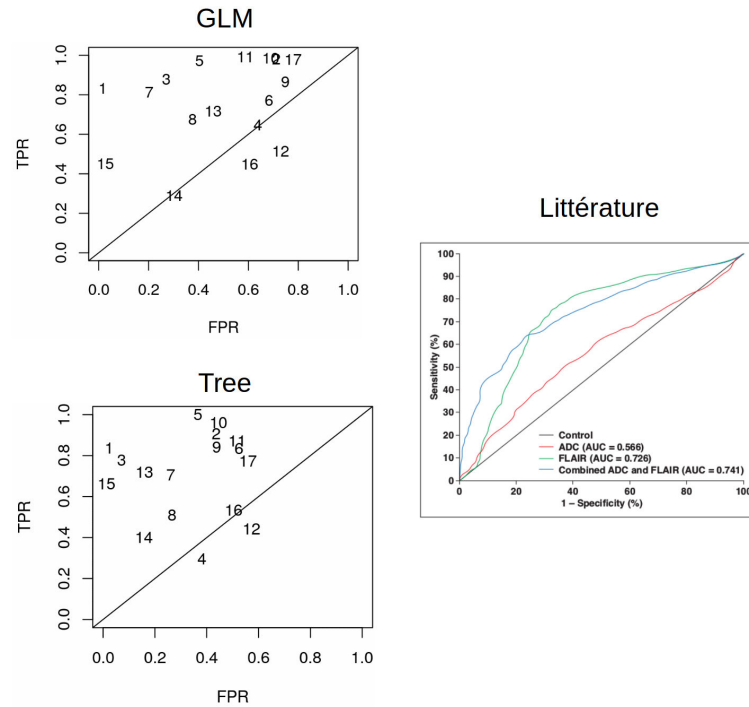 GLM
TPR
0.0 0.2 0.4 0.6 0.8 1.0
1 15 7 3 14 8 5 13 11 4 16 6 10 2 12 9 17
0.0 0.2 0.4 0.6 0.8 1.0
FPR
Tree
TPR
0.0 0.2 0.4 0.6 0.8 1.0
1 15 3 13 14 7 8 5 4 10 2 9 11 6 16 17 12
0.0 0.2 0.4 0.6 0.8 1.0
FPR
Littérature
Sensitivity (%)
100
90
80
70
60
50
40
30
20
10
0
Control
ADC (AUC = 0.566)
FLAIR (AUC = 0.726)
Combined ADC and FLAIR (AUC = 0.741)
0 20 40 60 80 100
1 – Specificity (%)